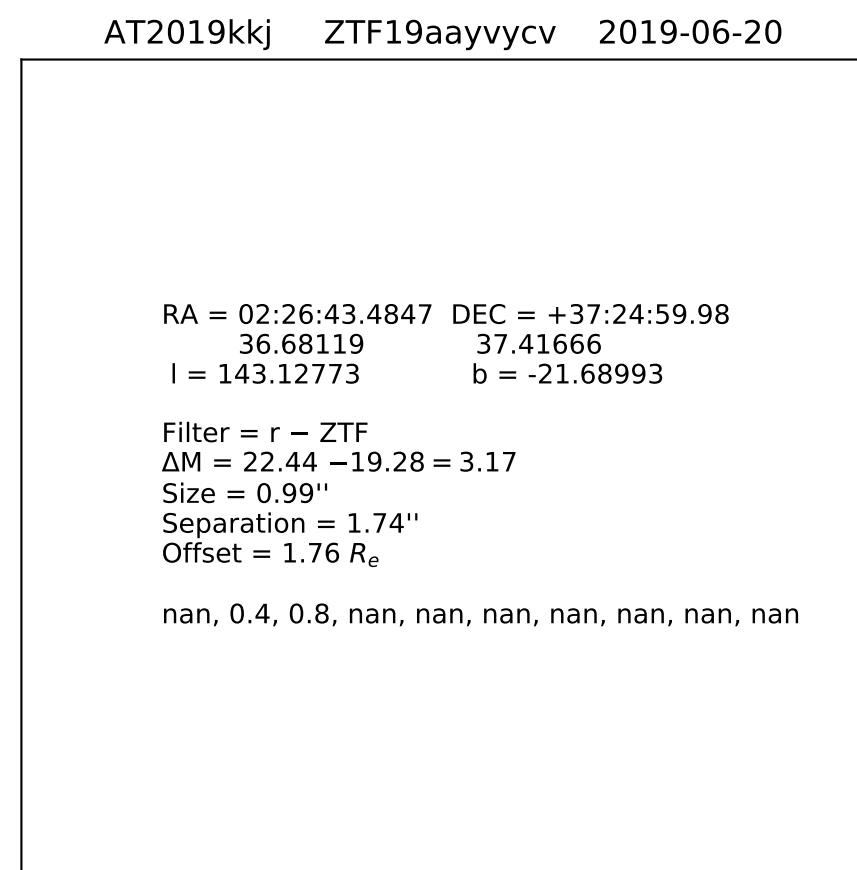 AT2019kkj ZTF19aayvycv 2019-06-20
RA = 02:26:43.4847 DEC = +37:24:59.98
36.68119 37.41666
l = 143.12773 b = -21.68993
Filter = r − ZTF
ΔM = 22.44 −19.28 = 3.17
Size = 0.99''
Separation = 1.74''
Offset = 1.76 Rₑ
nan, 0.4, 0.8, nan, nan, nan, nan, nan, nan, nan